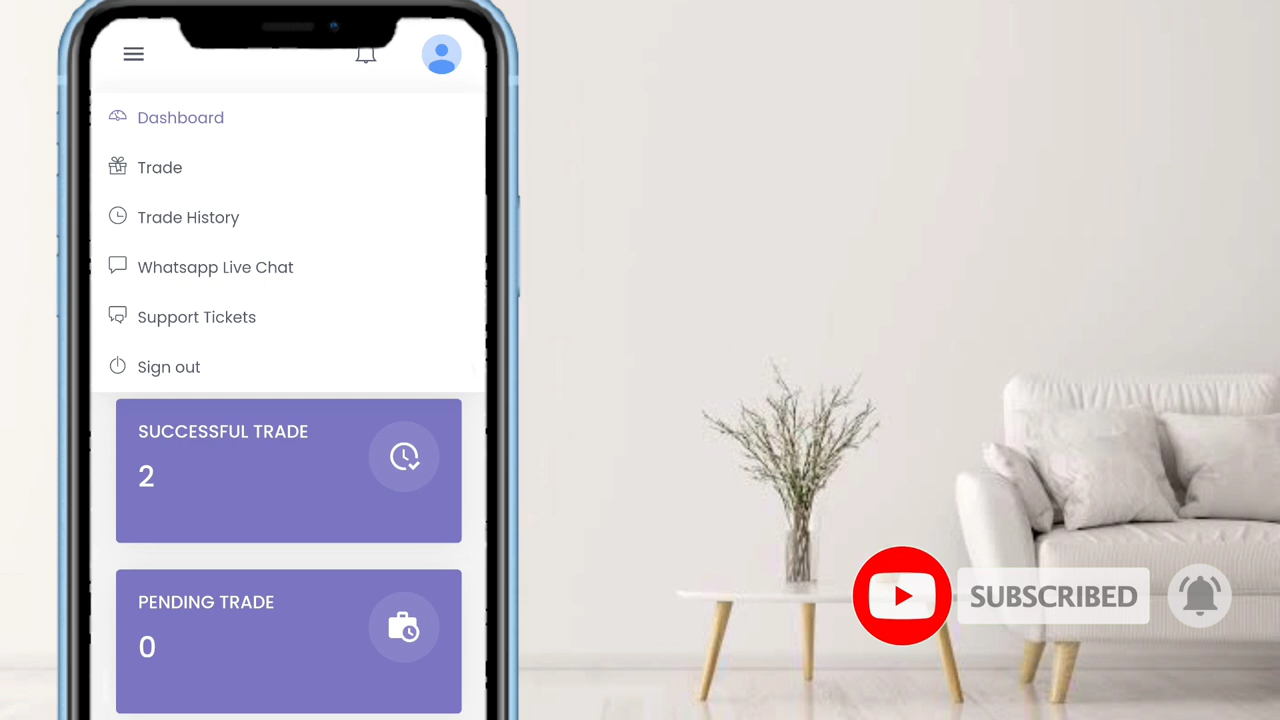 Dashboard
Trade
Trade History
Whatsapp Live Chat
Support Tickets
Sign out
SUCCESSFUL TRADE
2
PENDING TRADE
0
SUBSCRIBED